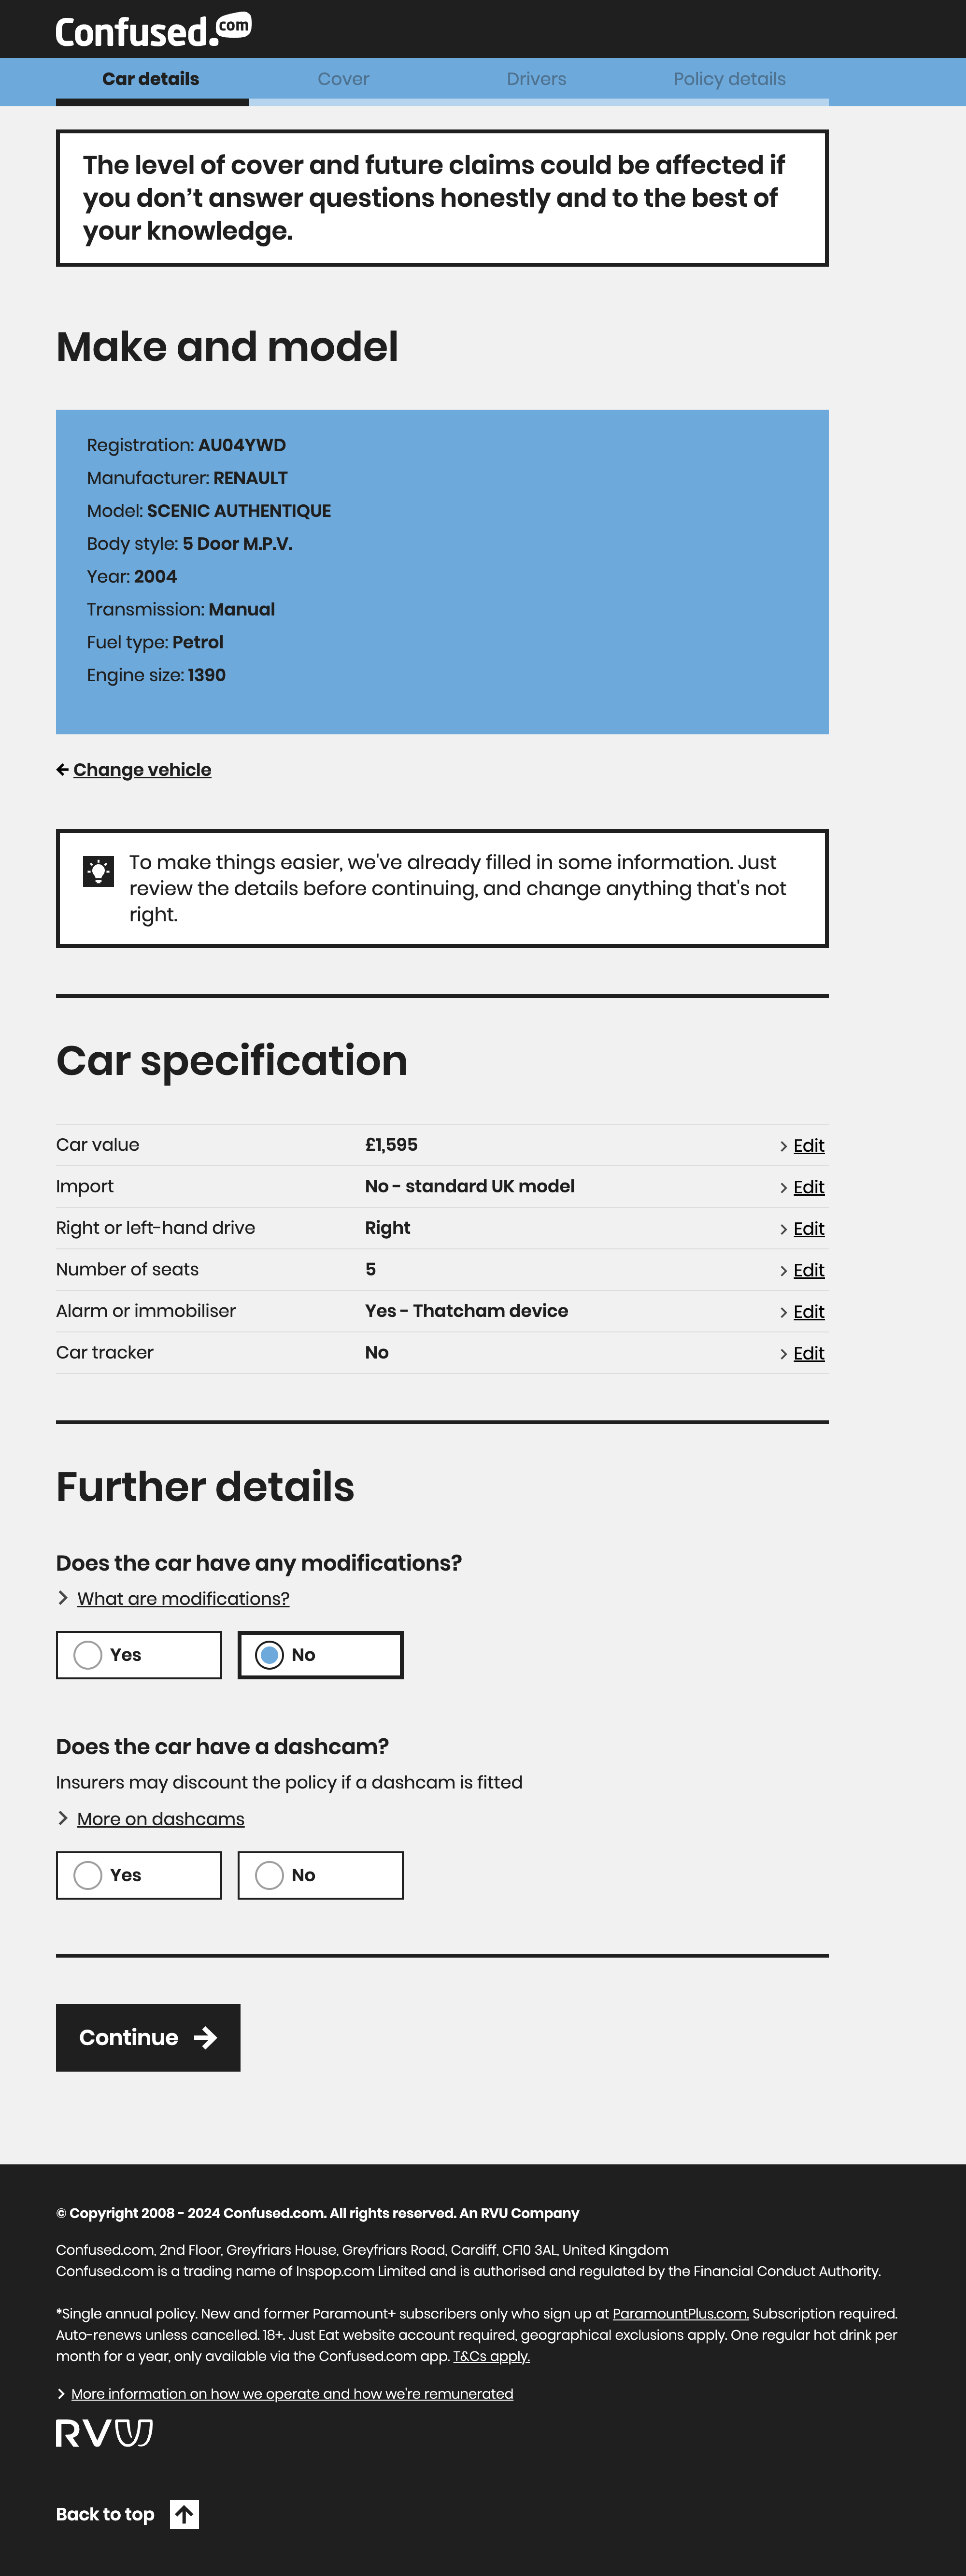 Confused.com
Car details
Cover
Drivers
Policy details
The level of cover and future claims could be affected if
you don’t answer questions honestly and to the best of
your knowledge.
Make and model
Registration: AU04YWD
Manufacturer: RENAULT
Model: SCENIC AUTHENTIQUE
Body style: 5 Door M.P.V.
Year: 2004
Transmission: Manual
Fuel type: Petrol
Engine size: 1390
Change vehicle
To make things easier, we've already filled in some information. Just
review the details before continuing, and change anything that's not
right.
Car specification
Car value £1,595 Edit
Import No - standard UK model Edit
Right or left-hand drive Right Edit
Number of seats 5 Edit
Alarm or immobiliser Yes - Thatcham device Edit
Car tracker No Edit
Further details
Does the car have any modifications?
What are modifications?
Yes No
Does the car have a dashcam?
Insurers may discount the policy if a dashcam is fitted
More on dashcams
Yes No
Continue
© Copyright 2008 - 2024 Confused.com. All rights reserved. An RVU Company
Confused.com, 2nd Floor, Greyfriars House, Greyfriars Road, Cardiff, CF10 3AL, United Kingdom
Confused.com is a trading name of Inspop.com Limited and is authorised and regulated by the Financial Conduct Authority.
*Single annual policy. New and former Paramount+ subscribers only who sign up at ParamountPlus.com. Subscription required.
Auto-renews unless cancelled. 18+. Just Eat website account required, geographical exclusions apply. One regular hot drink per
month for a year, only available via the Confused.com app. T&Cs apply.
More information on how we operate and how we're remunerated
RVU
Back to top